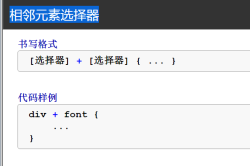 相邻元素选择器
书写格式
[选择器] + [选择器] { ... }
代码样例
div + font {
...
}